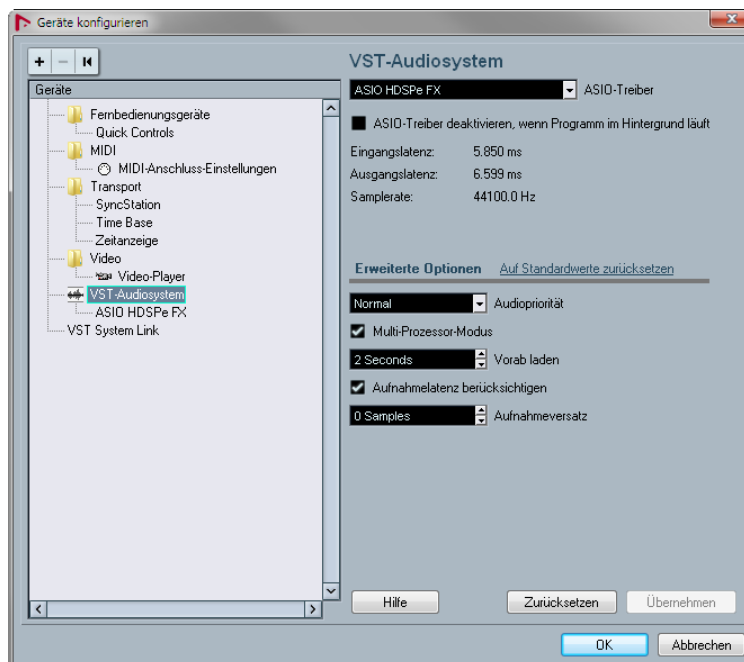 Geräte konfigurieren
Geräte
Fernbedienungsgeräte
Quick Controls
MIDI
MIDI-Anschluss-Einstellungen
Transport
SyncStation
Time Base
Zeitanzeige
Video
Video-Player
VST-Audiosystem
ASIO HDSPe FX
VST System Link
VST-Audiosystem
ASIO HDSPe FX ASIO-Treiber
ASIO-Treiber deaktivieren, wenn Programm im Hintergrund läuft
Eingangslatenz: 5.850 ms
Ausgangslatenz: 6.599 ms
Samplerate: 44100.0 Hz
Erweiterte Optionen Auf Standardwerte zurücksetzen
Normal Audiopriorität
Multi-Prozessor-Modus
2 Seconds Vorab laden
Aufnahmelatenz berücksichtigen
0 Samples Aufnahmeversatz
Hilfe Zurücksetzen Übernehmen
OK Abbrechen